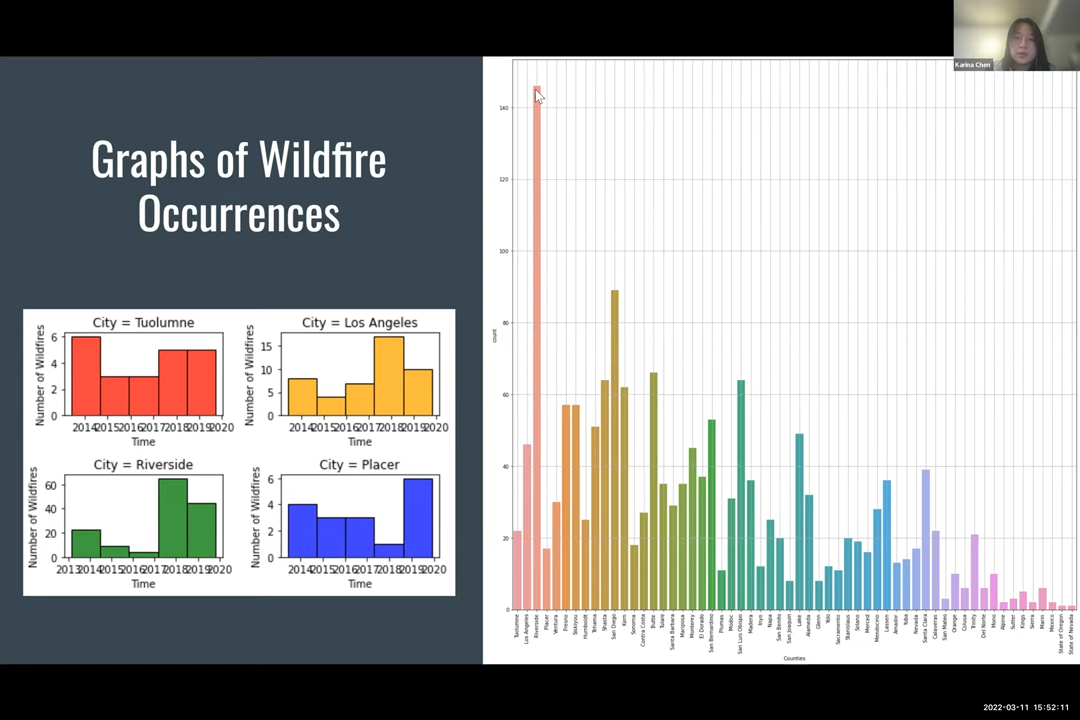 Karina Chen
Graphs of Wildfire
Occurrences
City = Tuolumne
Number of Wildfires
6
4
2
0
2014 2015 2016 2017 2018 2019 2020
Time
City = Los Angeles
Number of Wildfires
15
10
5
0
2014 2015 2016 2017 2018 2019 2020
Time
City = Riverside
Number of Wildfires
60
40
20
0
2013 2014 2015 2016 2017 2018 2019 2020
Time
City = Placer
Number of Wildfires
6
4
2
0
2014 2015 2016 2017 2018 2019 2020
Time
count
140
120
100
80
60
40
20
0
Tuolumne
Los Angeles
Riverside
Placer
Ventura
Fresno
Siskiyou
Humboldt
Tehama
Shasta
San Diego
Kern
Sonoma
Contra Costa
Butte
Tulare
Santa Barbara
Mariposa
Monterey
El Dorado
San Bernardino
Plumas
Modoc
San Luis Obispo
Madera
Inyo
Napa
San Benito
San Joaquin
Lake
Alameda
Glenn
Yolo
Sacramento
Stanislaus
Solano
Merced
Mendocino
Lassen
Amador
Yuba
Nevada
Santa Clara
Calaveras
San Mateo
Orange
Colusa
Trinity
Del Norte
Mono
Alpine
Sutter
Kings
Sierra
Marin
Mexico
State of Oregon
State of Nevada
Counties
2022-03-11 15:52:11